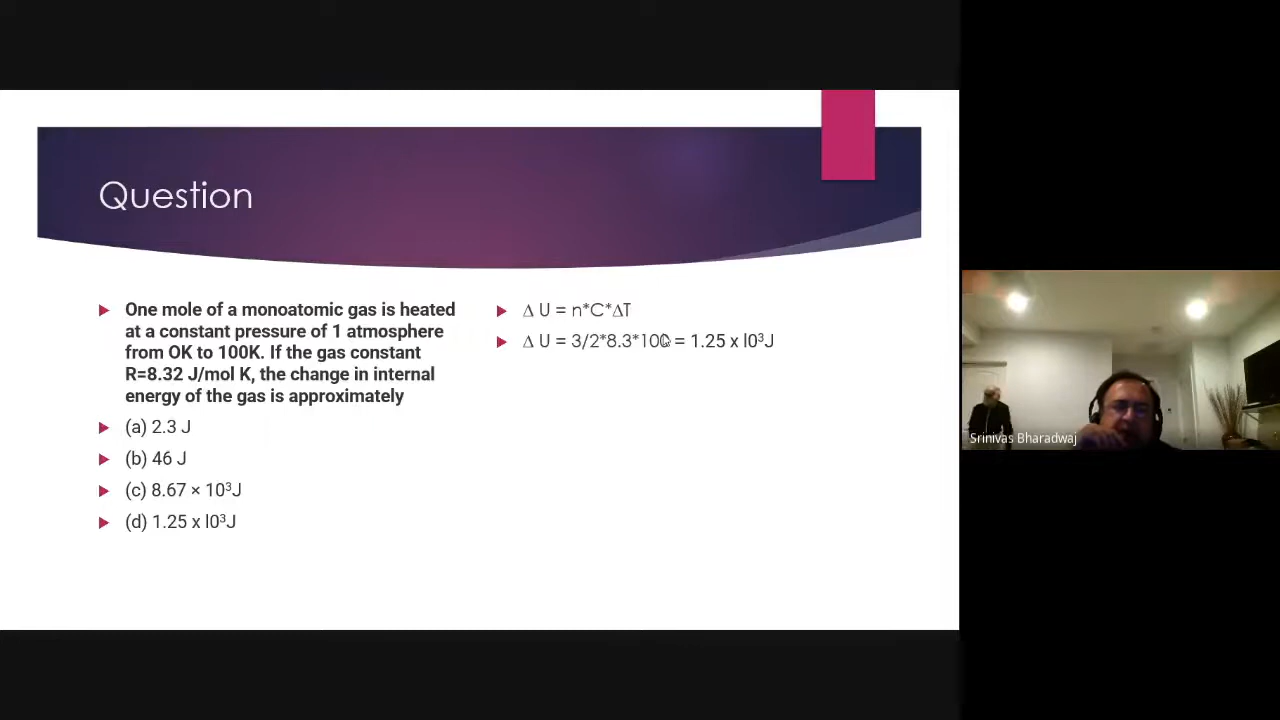 Question
One mole of a monoatomic gas is heated
at a constant pressure of 1 atmosphere
from OK to 100K. If the gas constant
R=8.32 J/mol K, the change in internal
energy of the gas is approximately
(a) 2.3 J
(b) 46 J
(c) 8.67 × 10³J
(d) 1.25 x l0³J
Δ U = n*C*ΔT
Δ U = 3/2*8.3*100 = 1.25 x l0³J
Srinivas Bharadwaj